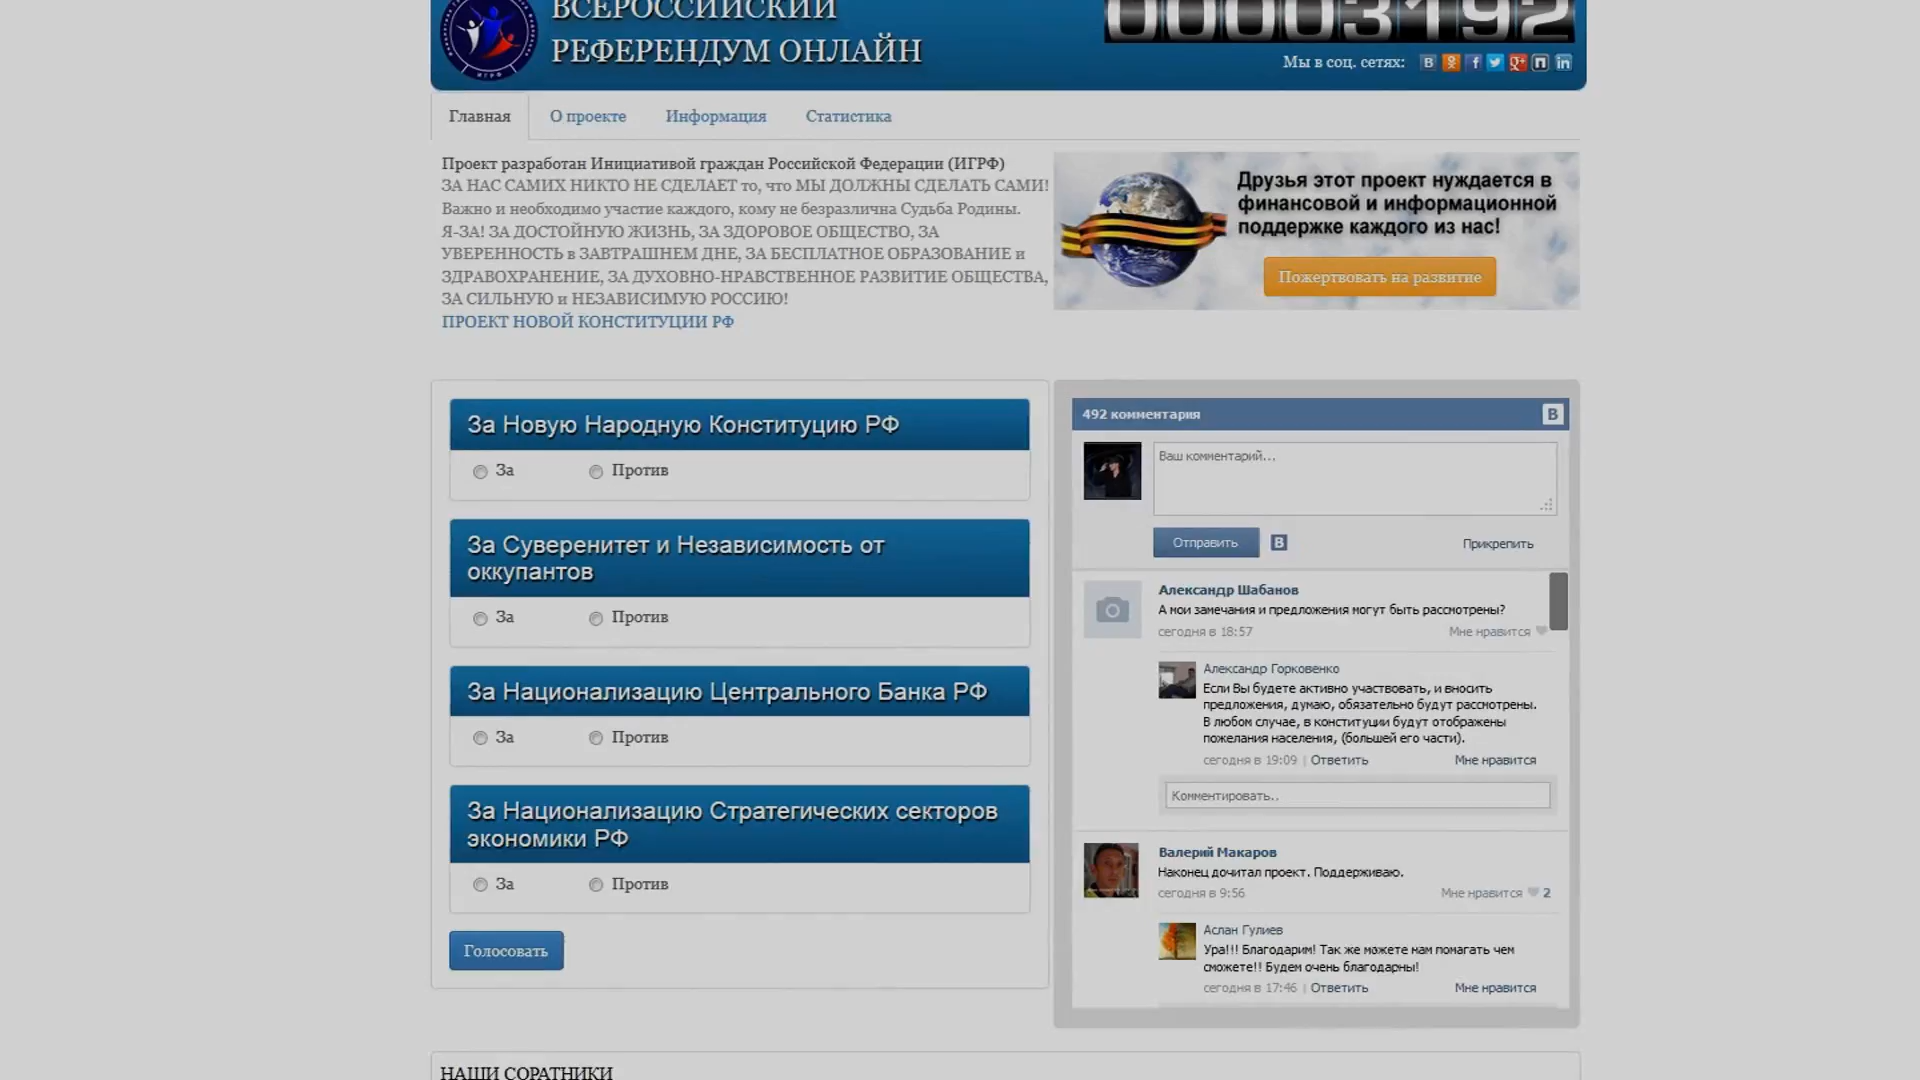 ВСЕРОССИЙСКИЙ
РЕФЕРЕНДУМ ОНЛАЙН
00003192
Мы в соц. сетях:
Главная
О проекте
Информация
Статистика
Проект разработан Инициативой граждан Российской Федерации (ИГРФ)
ЗА НАС САМИХ НИКТО НЕ СДЕЛАЕТ то, что МЫ ДОЛЖНЫ СДЕЛАТЬ САМИ!
Важно и необходимо участие каждого, кому не безразлична Судьба Родины.
Я-ЗА! ЗА ДОСТОЙНУЮ ЖИЗНЬ, ЗА ЗДОРОВОЕ ОБЩЕСТВО, ЗА
УВЕРЕННОСТЬ в ЗАВТРАШНЕМ ДНЕ, ЗА БЕСПЛАТНОЕ ОБРАЗОВАНИЕ и
ЗДРАВОХРАНЕНИЕ, ЗА ДУХОВНО-НРАВСТВЕННОЕ РАЗВИТИЕ ОБЩЕСТВА,
ЗА СИЛЬНУЮ и НЕЗАВИСИМУЮ РОССИЮ!
ПРОЕКТ НОВОЙ КОНСТИТУЦИИ РФ
Друзья этот проект нуждается в
финансовой и информационной
поддержке каждого из нас!
Пожертвовать на развитие
За Новую Народную Конституцию РФ
За Против
За Суверенитет и Независимость от
оккупантов
За Против
За Национализацию Центрального Банка РФ
За Против
За Национализацию Стратегических секторов
экономики РФ
За Против
Голосовать
492 комментария
Ваш комментарий...
Отправить
Прикрепить
Александр Шабанов
А мои замечания и предложения могут быть рассмотрены?
сегодня в 18:57 Мне нравится
Александр Горковенко
Если Вы будете активно участвовать, и вносить
предложения, думаю, обязательно будут рассмотрены.
В любом случае, в конституции будут отображены
пожелания населения, (большей его части).
сегодня в 19:09 | Ответить Мне нравится
Комментировать..
Валерий Макаров
Наконец дочитал проект. Поддерживаю.
сегодня в 9:56 Мне нравится 2
Аслан Гулиев
Ура!!! Благодарим! Так же можете нам помагать чем
сможете!! Будем очень благодарны!
сегодня в 17:46 | Ответить Мне нравится
НАШИ СОРАТНИКИ